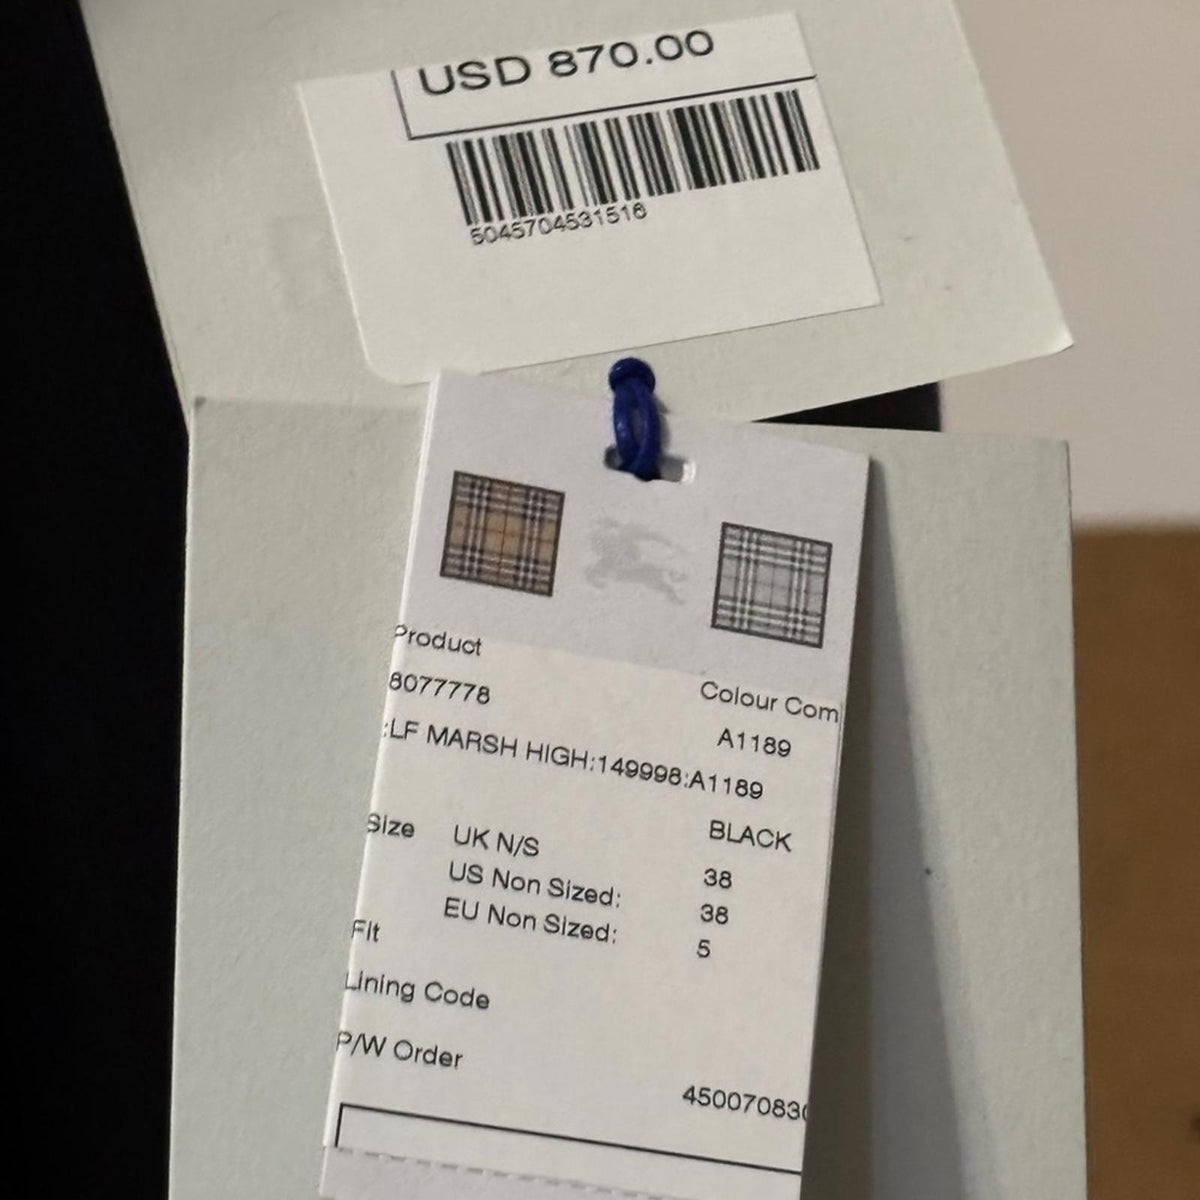 USD 870.00
5045704531516
Product
8077778
Colour Com
A1189
:LF MARSH HIGH:149998:A1189
BLACK
Size
UK N/S
38
US Non Sized:
38
EU Non Sized:
5
Fit
Lining Code
P/W Order
450070830